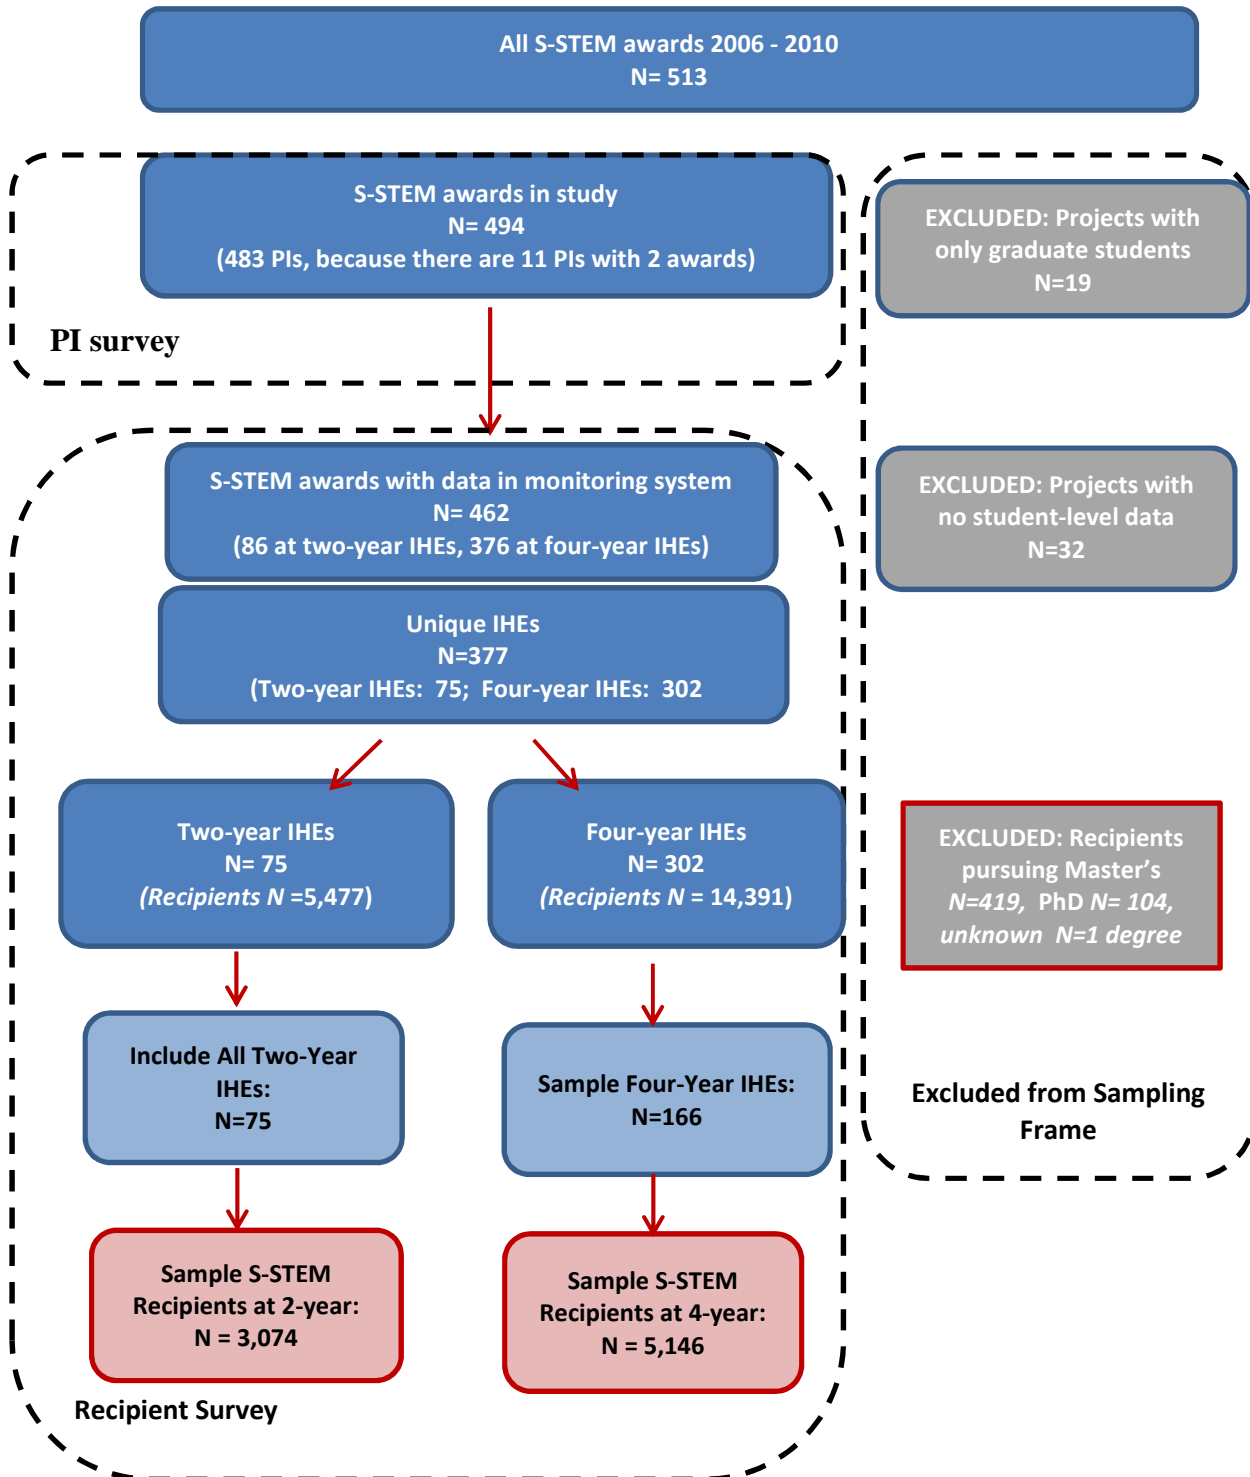 All S-STEM awards 2006 - 2010
N= 513
S-STEM awards in study
N= 494
(483 PIs, because there are 11 PIs with 2 awards)
PI survey
EXCLUDED: Projects with
only graduate students
N=19
S-STEM awards with data in monitoring system
N= 462
(86 at two-year IHEs, 376 at four-year IHEs)
EXCLUDED: Projects with
no student-level data
N=32
Unique IHEs
N=377
(Two-year IHEs:  75;  Four-year IHEs:  302
Two-year IHEs
N= 75
(Recipients N =5,477)
Four-year IHEs
N= 302
(Recipients N = 14,391)
EXCLUDED: Recipients
pursuing Master’s
N=419,  PhD N= 104,
unknown  N=1 degree
Include All Two-Year
IHEs:
N=75
Sample Four-Year IHEs:
N=166
Excluded from Sampling
Frame
Sample S-STEM
Recipients at 2-year:
N = 3,074
Sample S-STEM
Recipients at 4-year:
N = 5,146
Recipient Survey